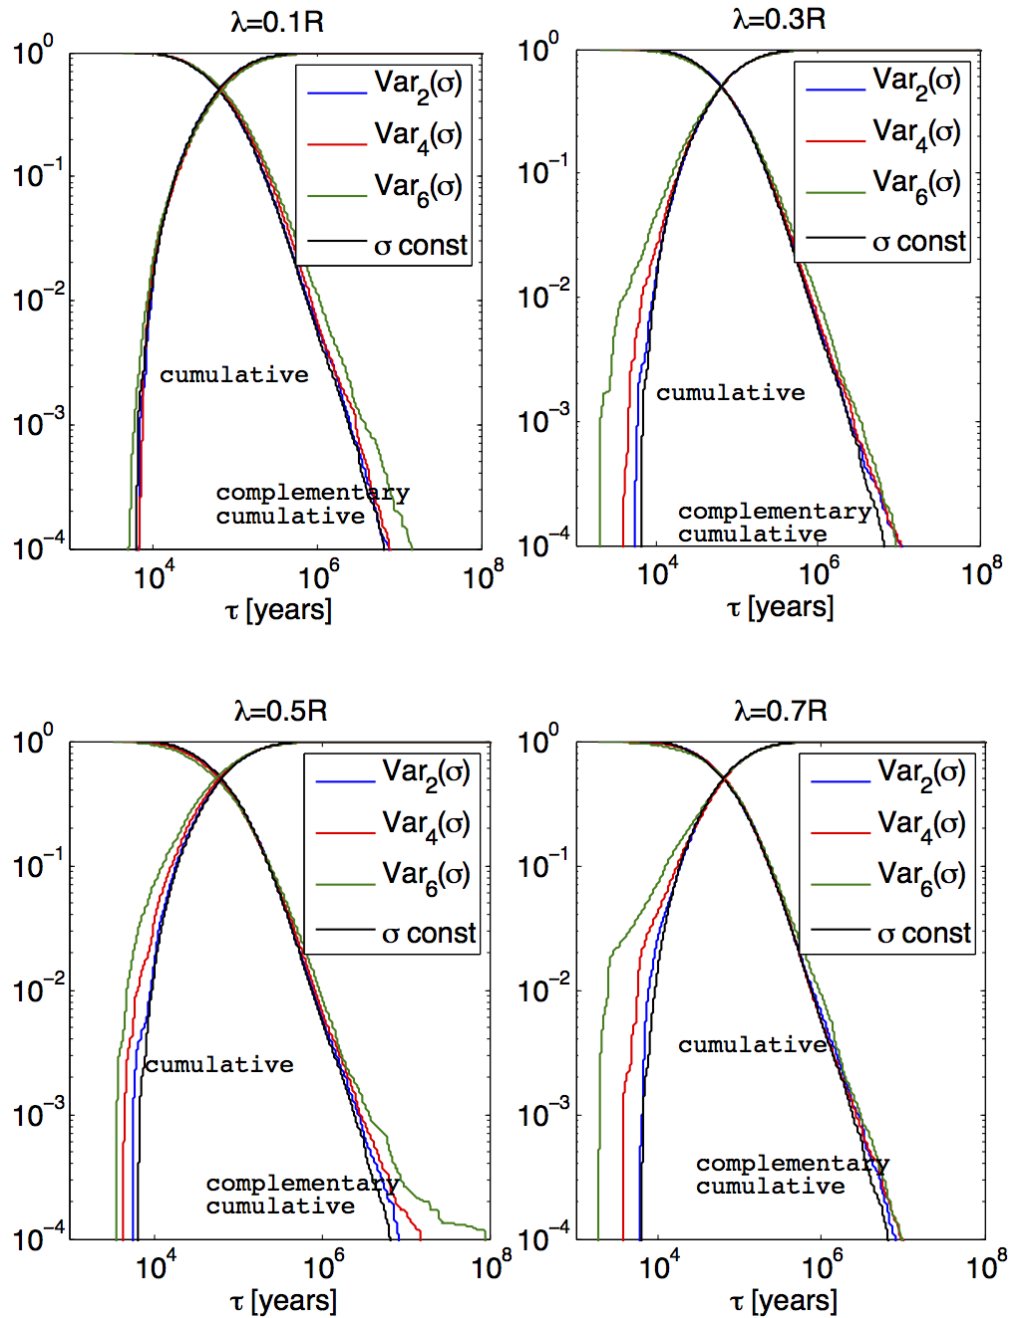 λ=0.1R
10^0
10^−1
10^−2
10^−3
10^−4
Var_2(σ)
Var_4(σ)
Var_6(σ)
σ const
cumulative
complementary
cumulative
10^4 10^6 10^8
τ [years]
λ=0.3R
10^0
10^−1
10^−2
10^−3
10^−4
Var_2(σ)
Var_4(σ)
Var_6(σ)
σ const
cumulative
complementary
cumulative
10^4 10^6 10^8
τ [years]
λ=0.5R
10^0
10^−1
10^−2
10^−3
10^−4
Var_2(σ)
Var_4(σ)
Var_6(σ)
σ const
cumulative
complementary
cumulative
10^4 10^6 10^8
τ [years]
λ=0.7R
10^0
10^−1
10^−2
10^−3
10^−4
Var_2(σ)
Var_4(σ)
Var_6(σ)
σ const
cumulative
complementary
cumulative
10^4 10^6 10^8
τ [years]